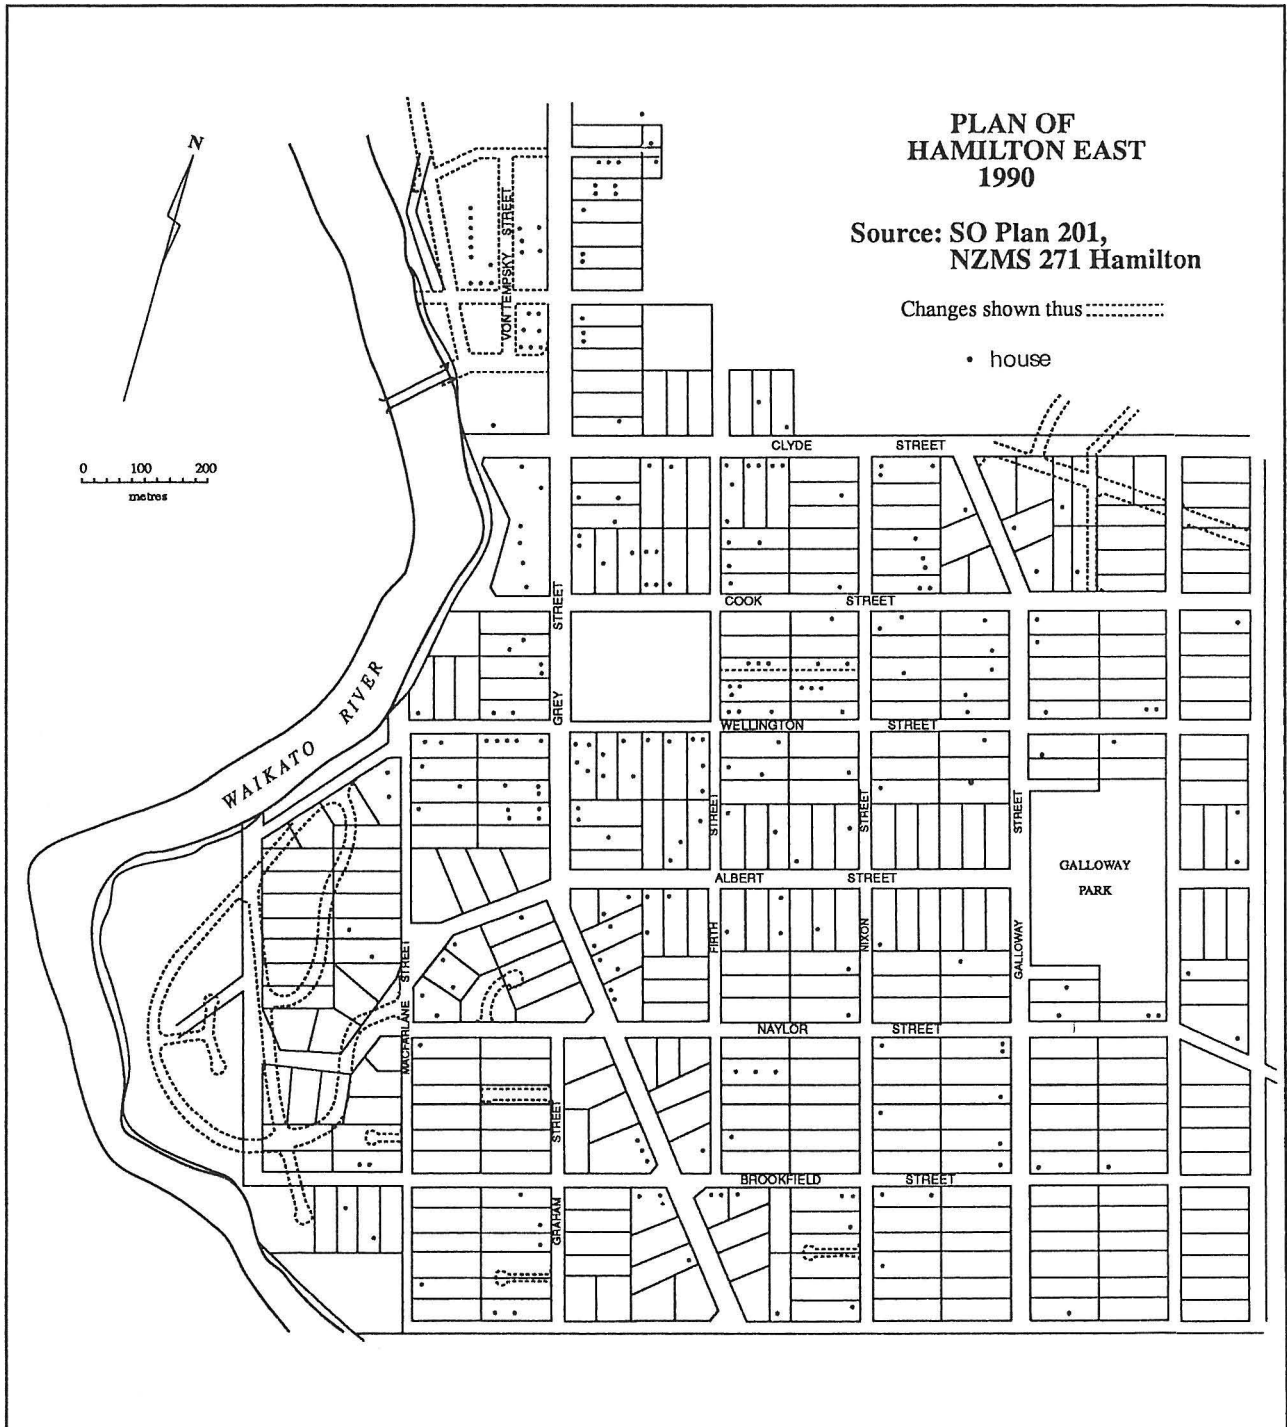 PLAN OF
HAMILTON EAST
1990
Source: SO Plan 201,
NZMS 271 Hamilton
Changes shown thus
house
N
0 100 200
metres
VON TEMPSKY STREET
CLYDE STREET
COOK STREET
GREY STREET
WAIKATO RIVER
WELLINGTON STREET
FIRTH STREET
NIXON STREET
GALLOWAY STREET
ALBERT STREET
GALLOWAY
PARK
MACFARLANE STREET
NAYLOR STREET
GRAHAM STREET
BROOKFIELD STREET